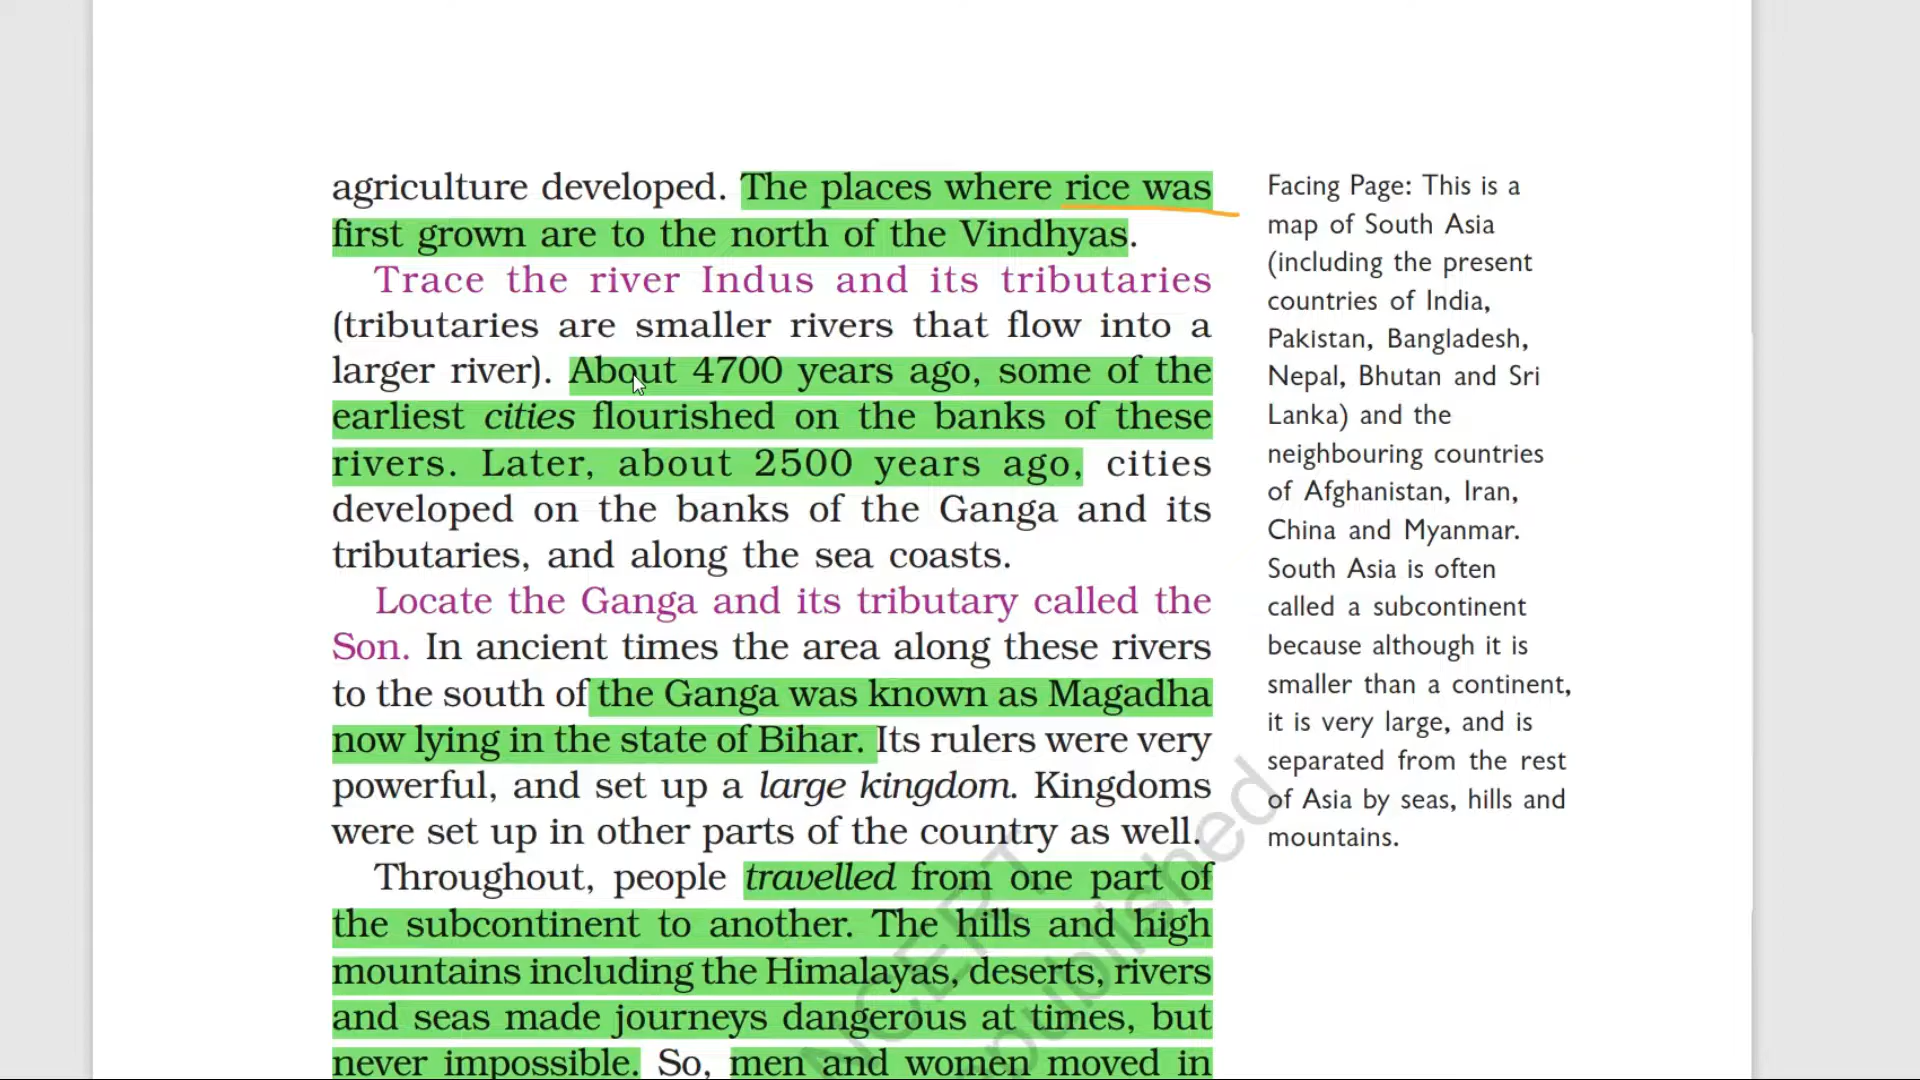 agriculture developed. The places where rice was
first grown are to the north of the Vindhyas.
Trace the river Indus and its tributaries
(tributaries are smaller rivers that flow into a
larger river). About 4700 years ago, some of the
earliest cities flourished on the banks of these
rivers. Later, about 2500 years ago, cities
developed on the banks of the Ganga and its
tributaries, and along the sea coasts.
Locate the Ganga and its tributary called the
Son. In ancient times the area along these rivers
to the south of the Ganga was known as Magadha
now lying in the state of Bihar. Its rulers were very
powerful, and set up a large kingdom. Kingdoms
were set up in other parts of the country as well.
Throughout, people travelled from one part of
the subcontinent to another. The hills and high
mountains including the Himalayas, deserts, rivers
and seas made journeys dangerous at times, but
never impossible. So, men and women moved in
Facing Page: This is a
map of South Asia
(including the present
countries of India,
Pakistan, Bangladesh,
Nepal, Bhutan and Sri
Lanka) and the
neighbouring countries
of Afghanistan, Iran,
China and Myanmar.
South Asia is often
called a subcontinent
because although it is
smaller than a continent,
it is very large, and is
separated from the rest
of Asia by seas, hills and
mountains.
NCERT
published